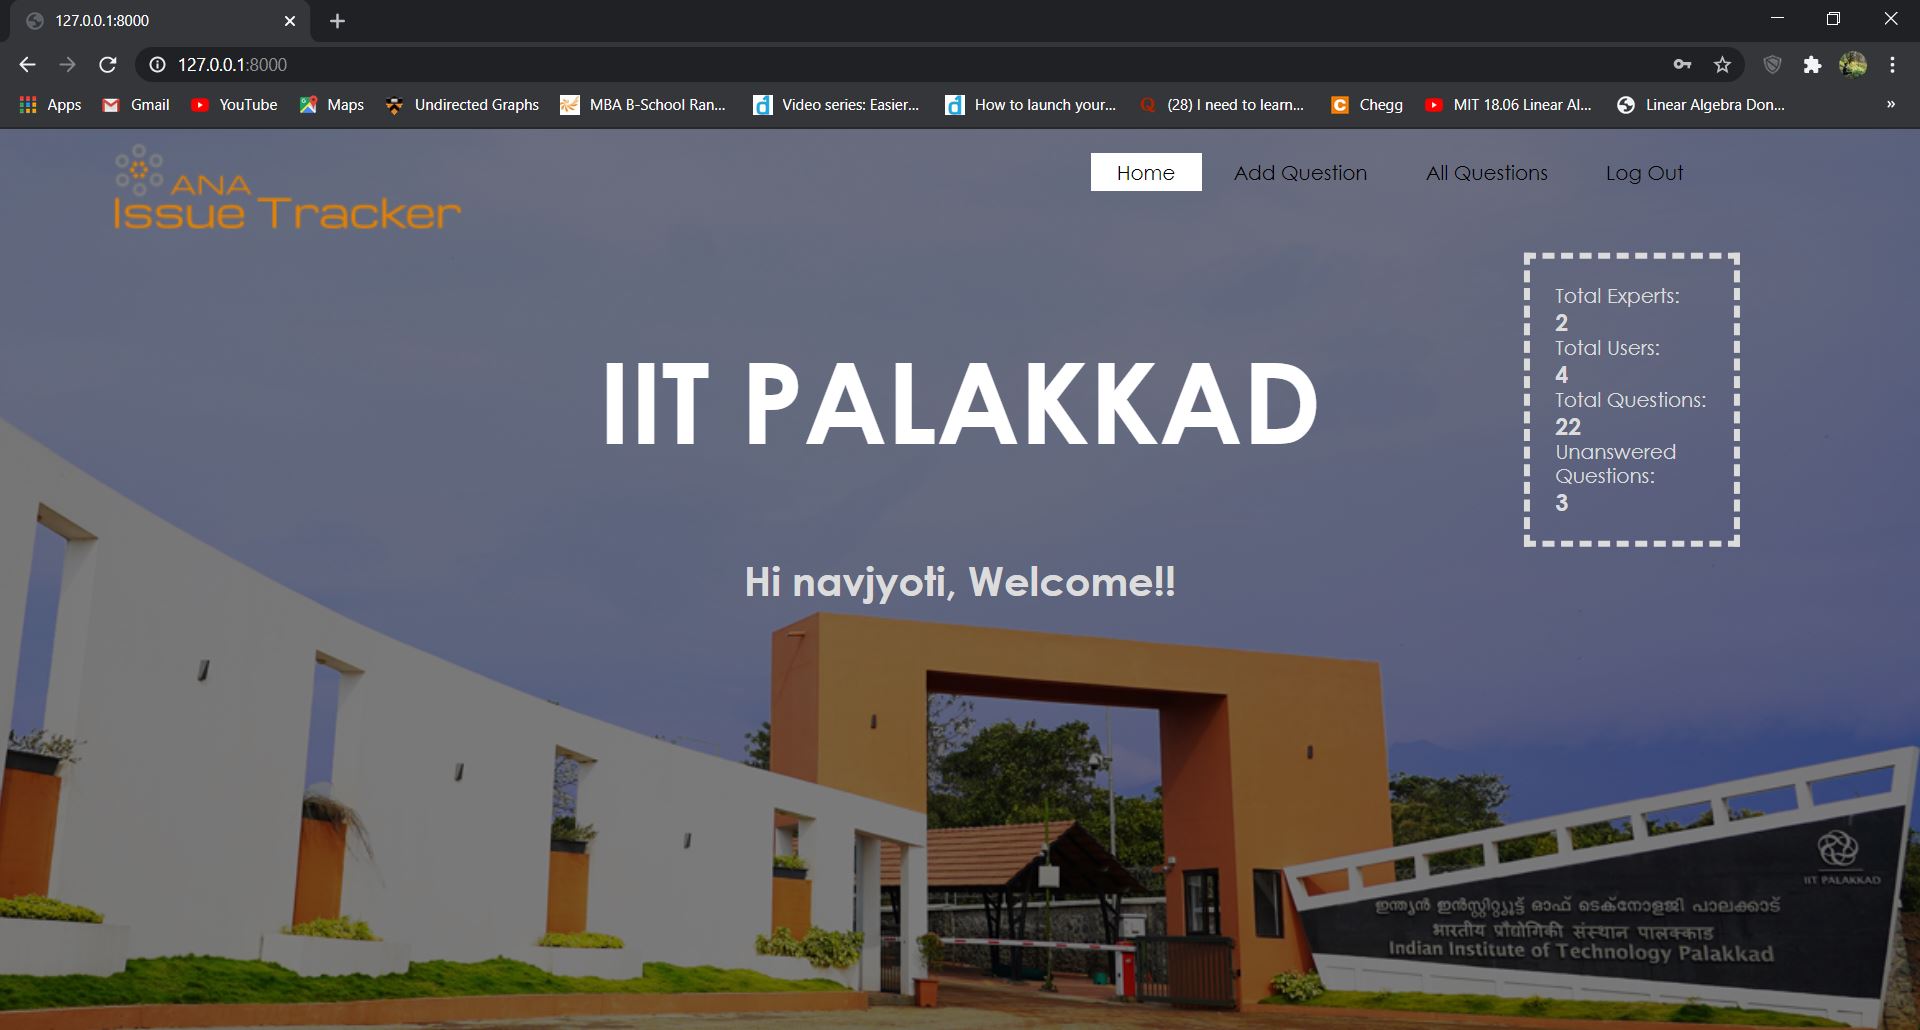 127.0.0.1:8000
127.0.0.1:8000
Apps Gmail YouTube Maps Undirected Graphs MBA B-School Ran... Video series: Easier... How to launch your... (28) I need to learn... Chegg MIT 18.06 Linear Al... Linear Algebra Don... »
ANA
Issue Tracker
Home Add Question All Questions Log Out
Total Experts:
2
Total Users:
4
Total Questions:
22
Unanswered
Questions:
3
IIT PALAKKAD
Hi navjyoti, Welcome!!
IIT PALAKKAD
ഇന്ത്യൻ ഇൻസ്റ്റിറ്റ്യൂട്ട് ഓഫ് ടെക്നോളജി പാലക്കാട്
भारतीय प्रौद्योगिकी संस्थान पालक्काड
Indian Institute of Technology Palakkad